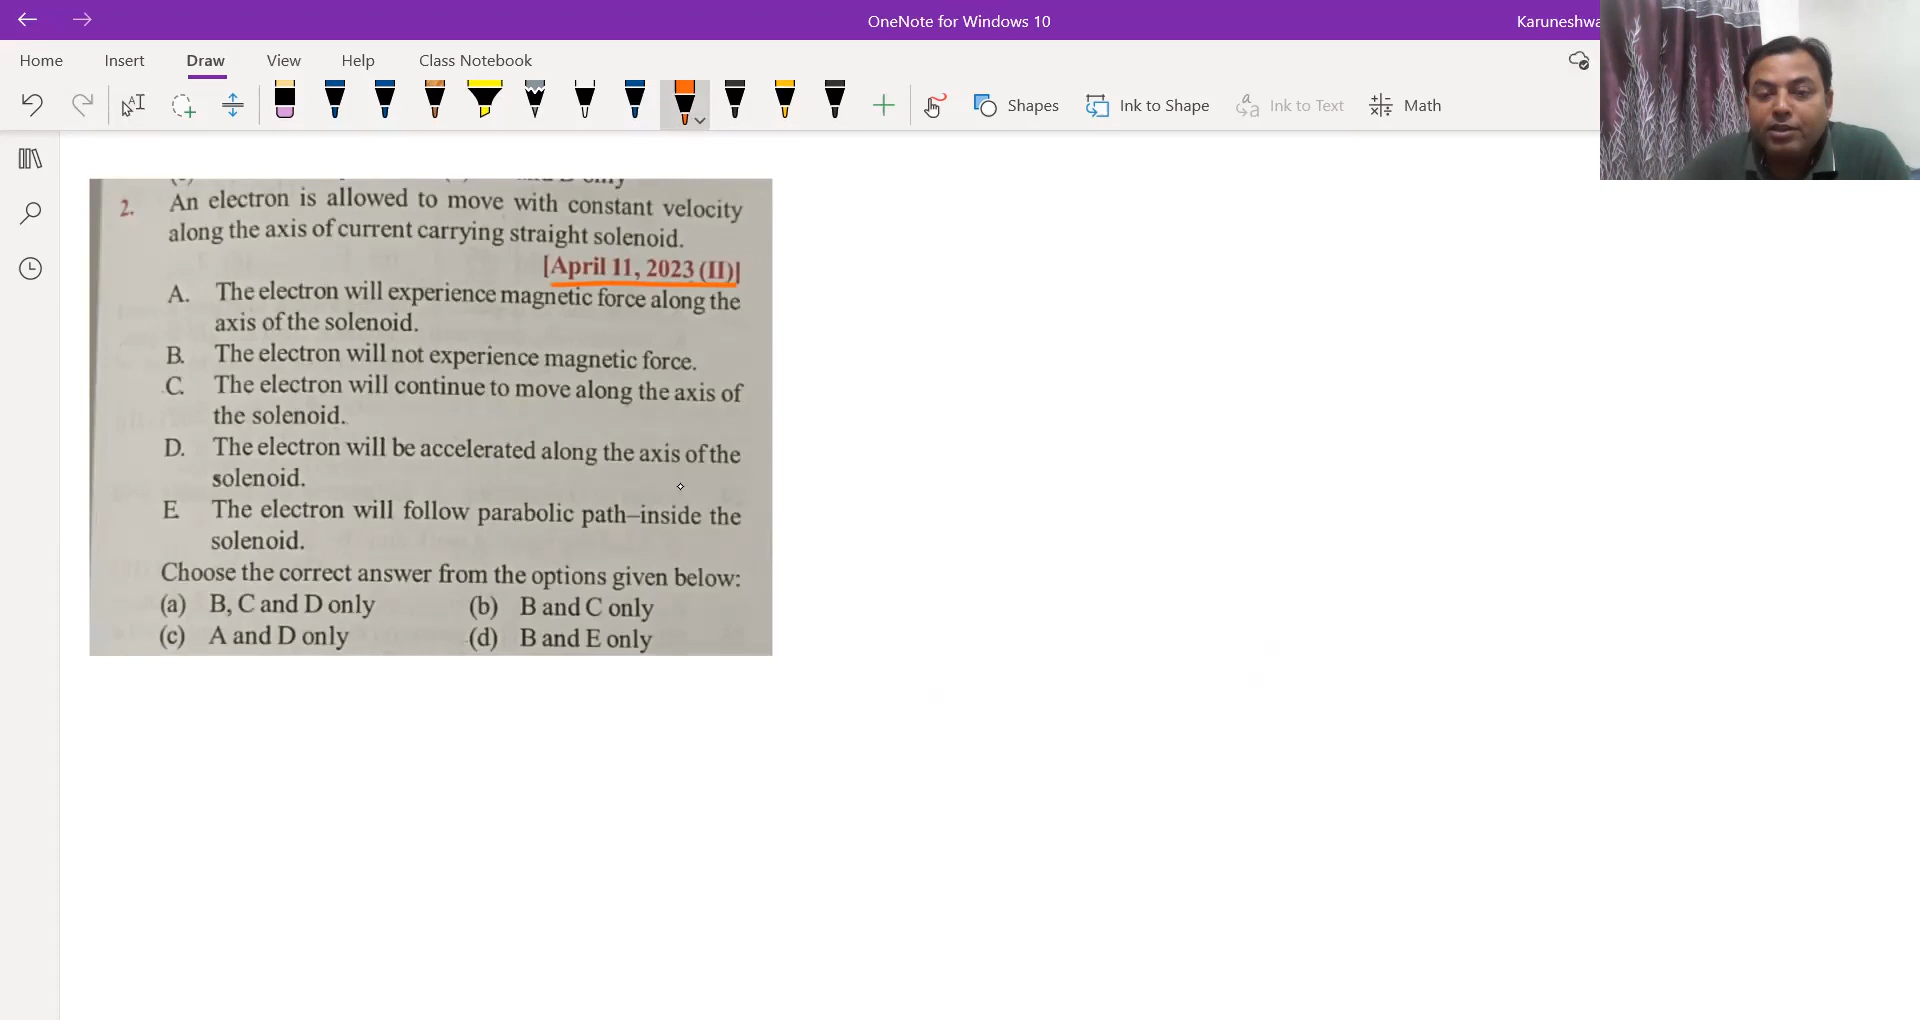 OneNote for Windows 10
Karuneshwa
Home Insert Draw View Help Class Notebook
Shapes Ink to Shape Ink to Text Math
2. An electron is allowed to move with constant velocity
along the axis of current carrying straight solenoid.
[April 11, 2023 (II)]
A. The electron will experience magnetic force along the
axis of the solenoid.
B. The electron will not experience magnetic force.
C. The electron will continue to move along the axis of
the solenoid.
D. The electron will be accelerated along the axis of the
solenoid.
E. The electron will follow parabolic path–inside the
solenoid.
Choose the correct answer from the options given below:
(a) B, C and D only (b) B and C only
(c) A and D only (d) B and E only